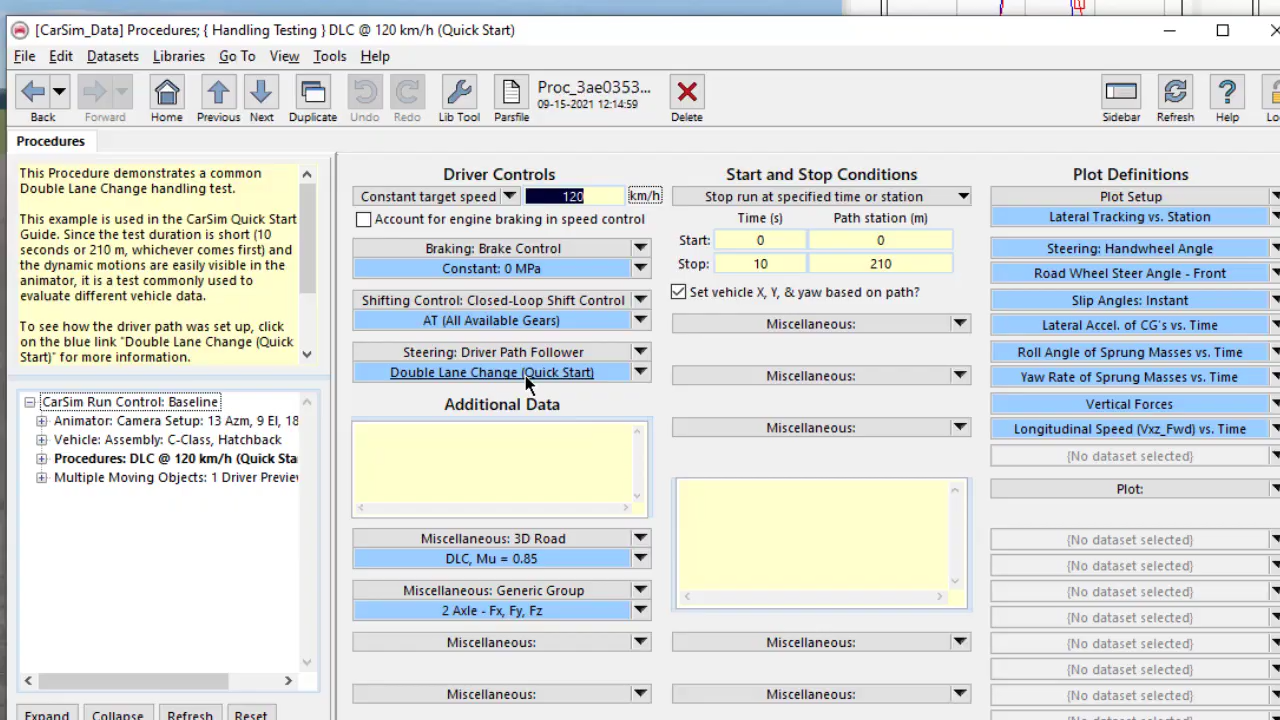 [CarSim_Data] Procedures; { Handling Testing } DLC @ 120 km/h (Quick Start)
File Edit Datasets Libraries Go To View Tools Help
Back Forward Home Previous Next Duplicate Undo Redo Lib Tool Parsfile
Proc_3ae0353...
09-15-2021 12:14:59
Delete Sidebar Refresh Help
Procedures
This Procedure demonstrates a common
Double Lane Change handling test.
This example is used in the CarSim Quick Start
Guide. Since the test duration is short (10
seconds or 210 m, whichever comes first) and
the dynamic motions are easily visible in the
animator, it is a test commonly used to
evaluate different vehicle data.
To see how the driver path was set up, click
on the blue link "Double Lane Change (Quick
Start)" for more information.
CarSim Run Control: Baseline
Animator: Camera Setup: 13 Azm, 9 El, 18
Vehicle: Assembly: C-Class, Hatchback
Procedures: DLC @ 120 km/h (Quick Sta
Multiple Moving Objects: 1 Driver Preview
Expand Collapse Refresh Reset
Driver Controls
Constant target speed 120 km/h
Account for engine braking in speed control
Braking: Brake Control
Constant: 0 MPa
Shifting Control: Closed-Loop Shift Control
AT (All Available Gears)
Steering: Driver Path Follower
Double Lane Change (Quick Start)
Additional Data
Miscellaneous: 3D Road
DLC, Mu = 0.85
Miscellaneous: Generic Group
2 Axle - Fx, Fy, Fz
Miscellaneous:
Miscellaneous:
Start and Stop Conditions
Stop run at specified time or station
Time (s) Path station (m)
Start: 0 0
Stop: 10 210
Set vehicle X, Y, & yaw based on path?
Miscellaneous:
Miscellaneous:
Miscellaneous:
Miscellaneous:
Miscellaneous:
Plot Definitions
Plot Setup
Lateral Tracking vs. Station
Steering: Handwheel Angle
Road Wheel Steer Angle - Front
Slip Angles: Instant
Lateral Accel. of CG's vs. Time
Roll Angle of Sprung Masses vs. Time
Yaw Rate of Sprung Masses vs. Time
Vertical Forces
Longitudinal Speed (Vxz_Fwd) vs. Time
{No dataset selected}
Plot:
{No dataset selected}
{No dataset selected}
{No dataset selected}
{No dataset selected}
{No dataset selected}
{No dataset selected}
{No dataset selected}